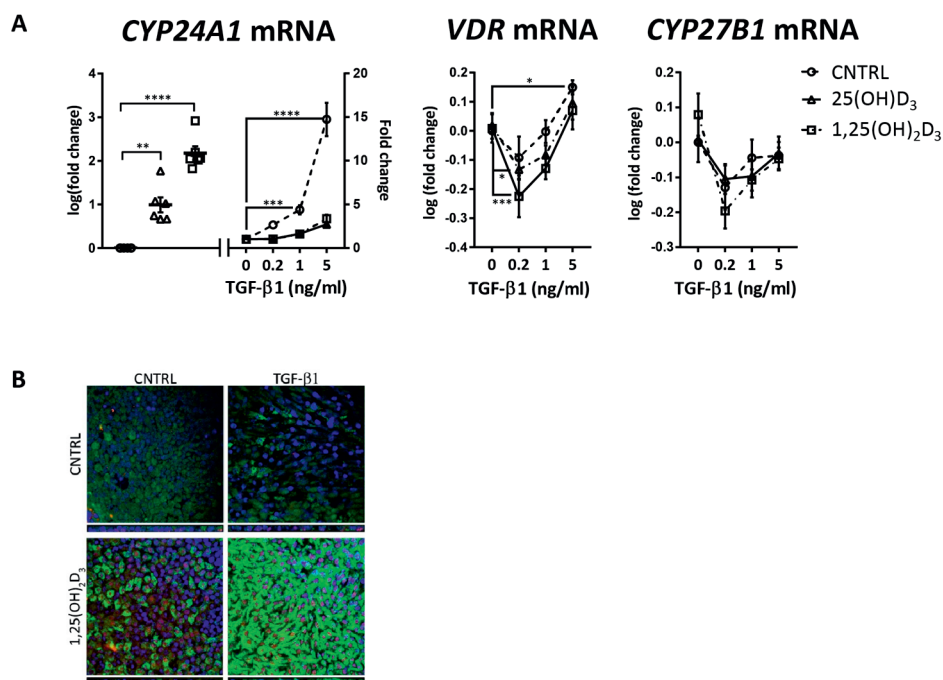 A
CYP24A1 mRNA
VDR mRNA
CYP27B1 mRNA
log(fold change)
4
3
2
1
0
****
**
****
***
20
15
10
5
0
Fold change
0 0.2 1 5
TGF-β1 (ng/ml)
log (fold change)
0.2
0.1
0.0
-0.1
-0.2
-0.3
-0.4
*
*
***
0 0.2 1 5
TGF-β1 (ng/ml)
log (fold change)
0.2
0.1
0.0
-0.1
-0.2
-0.3
0 0.2 1 5
TGF-β1 (ng/ml)
CNTRL
25(OH)D3
1,25(OH)2D3
B
CNTRL
TGF-β1
CNTRL
1,25(OH)2D3